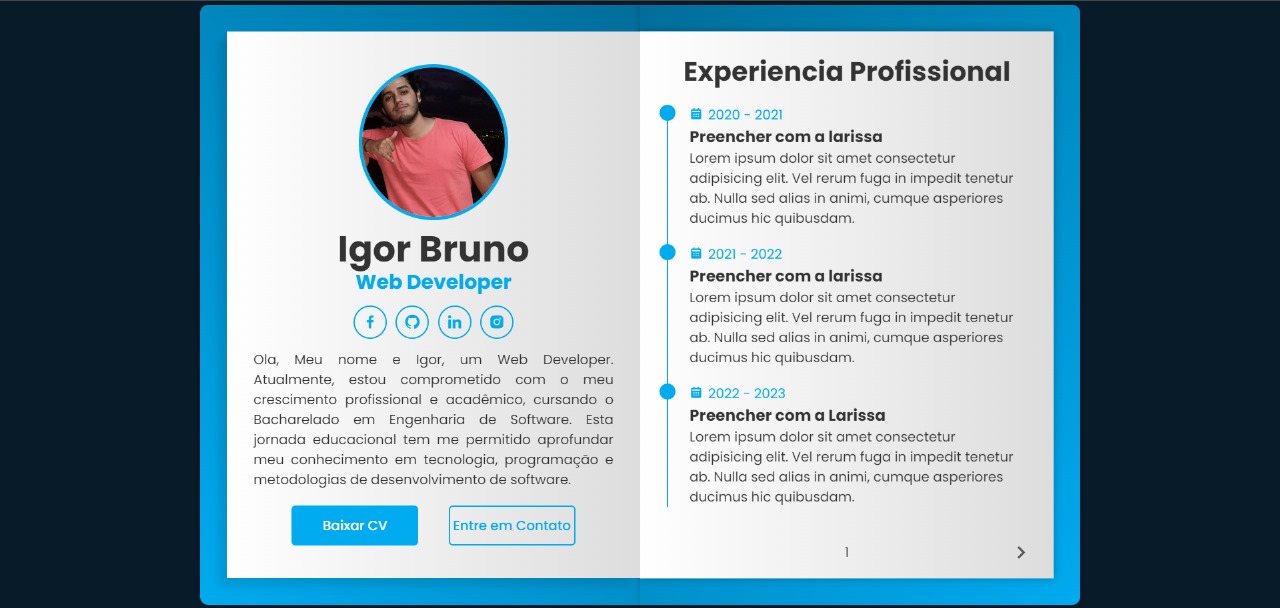 Igor Bruno
Web Developer
Ola, Meu nome e Igor, um Web Developer.
Atualmente, estou comprometido com o meu
crescimento profissional e acadêmico, cursando o
Bacharelado em Engenharia de Software. Esta
jornada educacional tem me permitido aprofundar
meu conhecimento em tecnologia, programação e
metodologias de desenvolvimento de software.
Baixar CV
Entre em Contato
Experiencia Profissional
2020 - 2021
Preencher com a larissa
Lorem ipsum dolor sit amet consectetur
adipisicing elit. Vel rerum fuga in impedit tenetur
ab. Nulla sed alias in animi, cumque asperiores
ducimus hic quibusdam.
2021 - 2022
Preencher com a larissa
Lorem ipsum dolor sit amet consectetur
adipisicing elit. Vel rerum fuga in impedit tenetur
ab. Nulla sed alias in animi, cumque asperiores
ducimus hic quibusdam.
2022 - 2023
Preencher com a Larissa
Lorem ipsum dolor sit amet consectetur
adipisicing elit. Vel rerum fuga in impedit tenetur
ab. Nulla sed alias in animi, cumque asperiores
ducimus hic quibusdam.
1